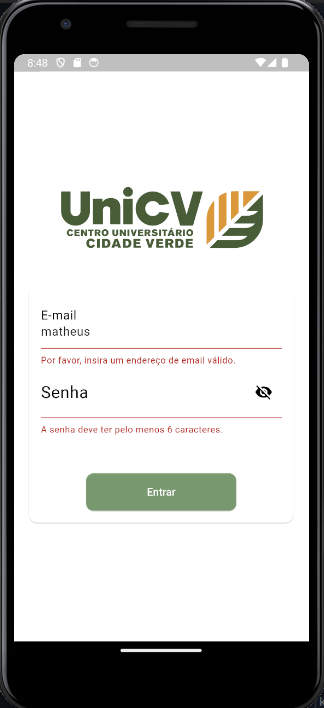 8:48
UniCV
CENTRO UNIVERSITÁRIO
CIDADE VERDE
E-mail
matheus
Por favor, insira um endereço de email válido.
Senha
A senha deve ter pelo menos 6 caracteres.
Entrar